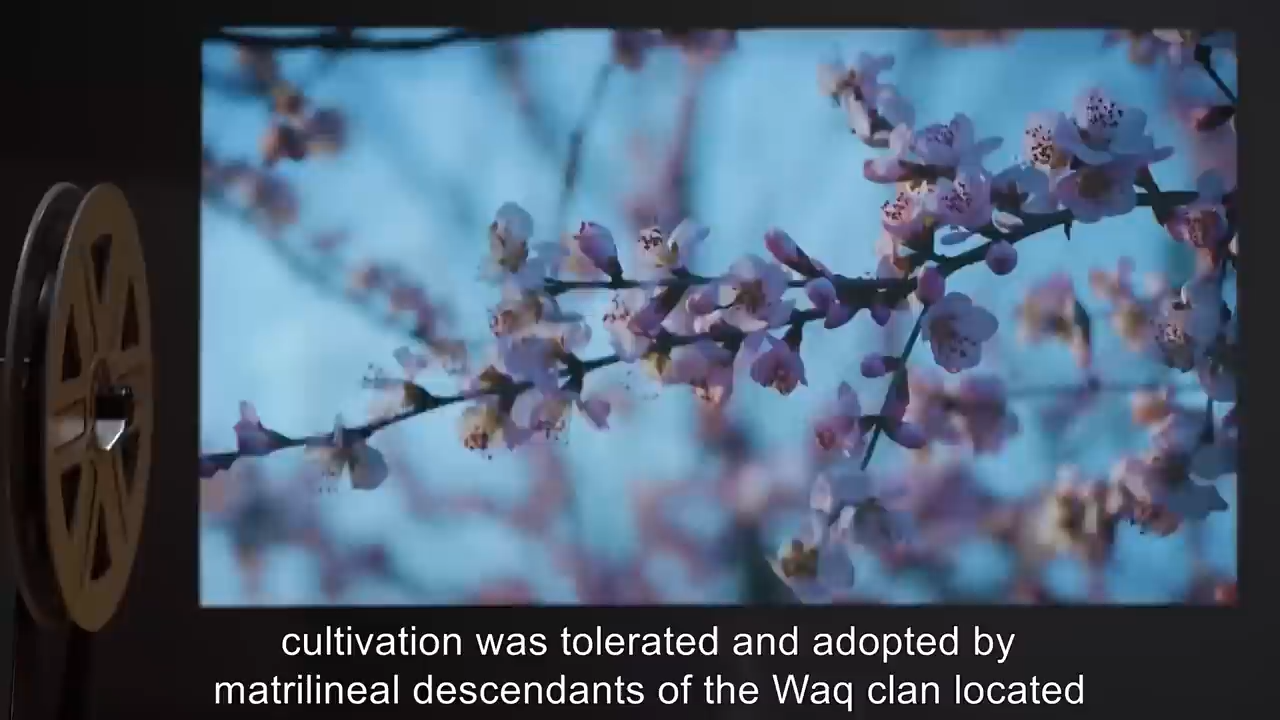 cultivation was tolerated and adopted by
matrilineal descendants of the Waq clan located